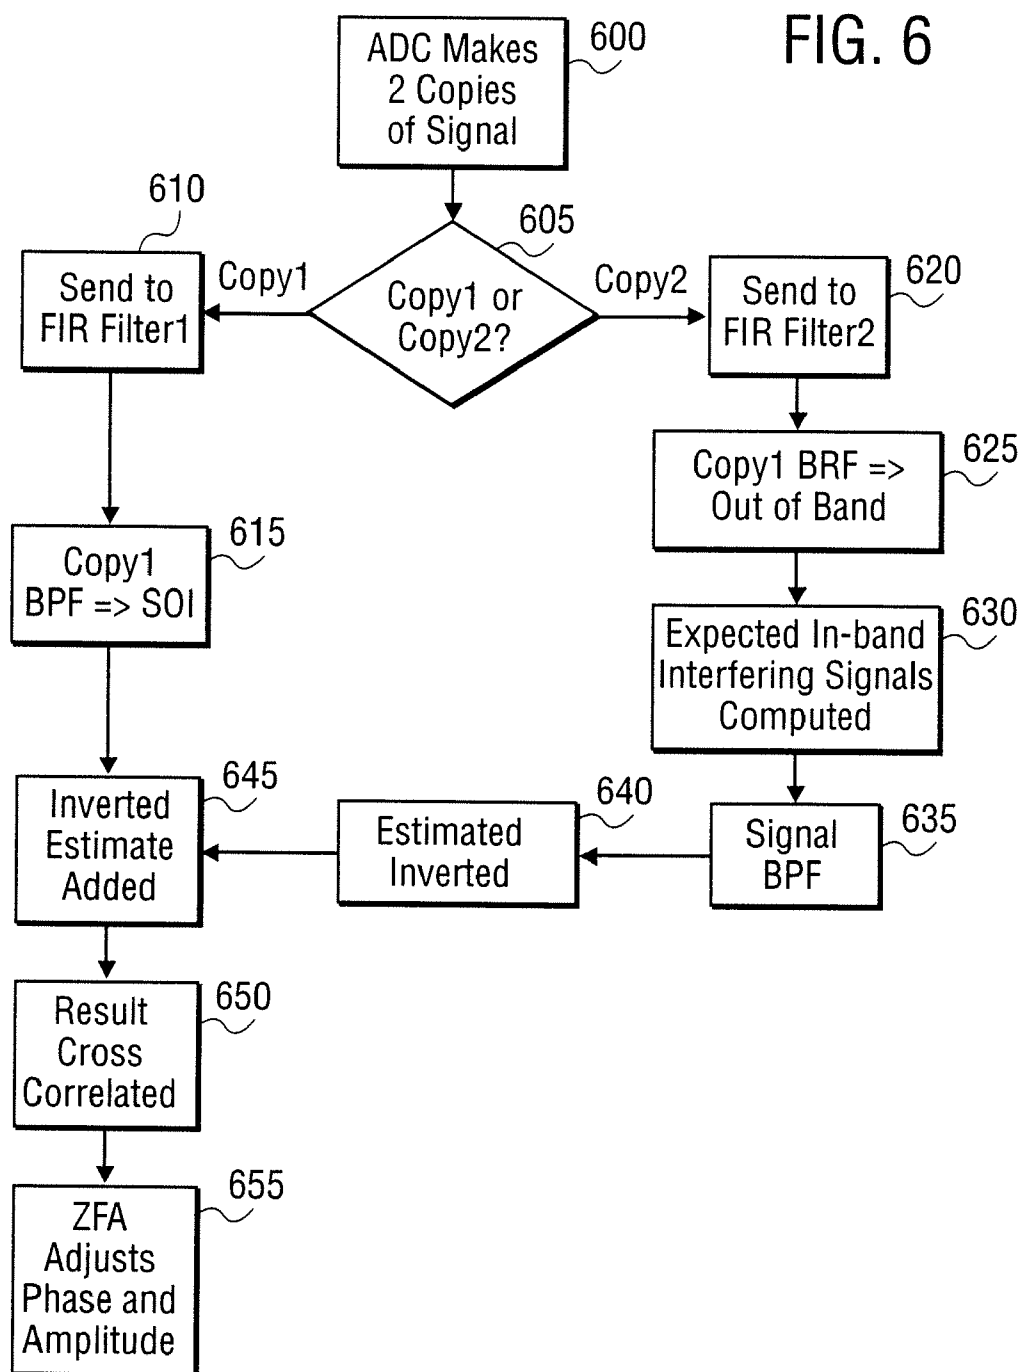 FIG. 6
600
ADC Makes
2 Copies
of Signal
605
Copy1 or
Copy2?
Copy1
Copy2
610
Send to
FIR Filter1
620
Send to
FIR Filter2
625
Copy1 BRF =>
Out of Band
615
Copy1
BPF => SOI
630
Expected In-band
Interfering Signals
Computed
635
Signal
BPF
640
Estimated
Inverted
645
Inverted
Estimate
Added
650
Result
Cross
Correlated
655
ZFA
Adjusts
Phase and
Amplitude